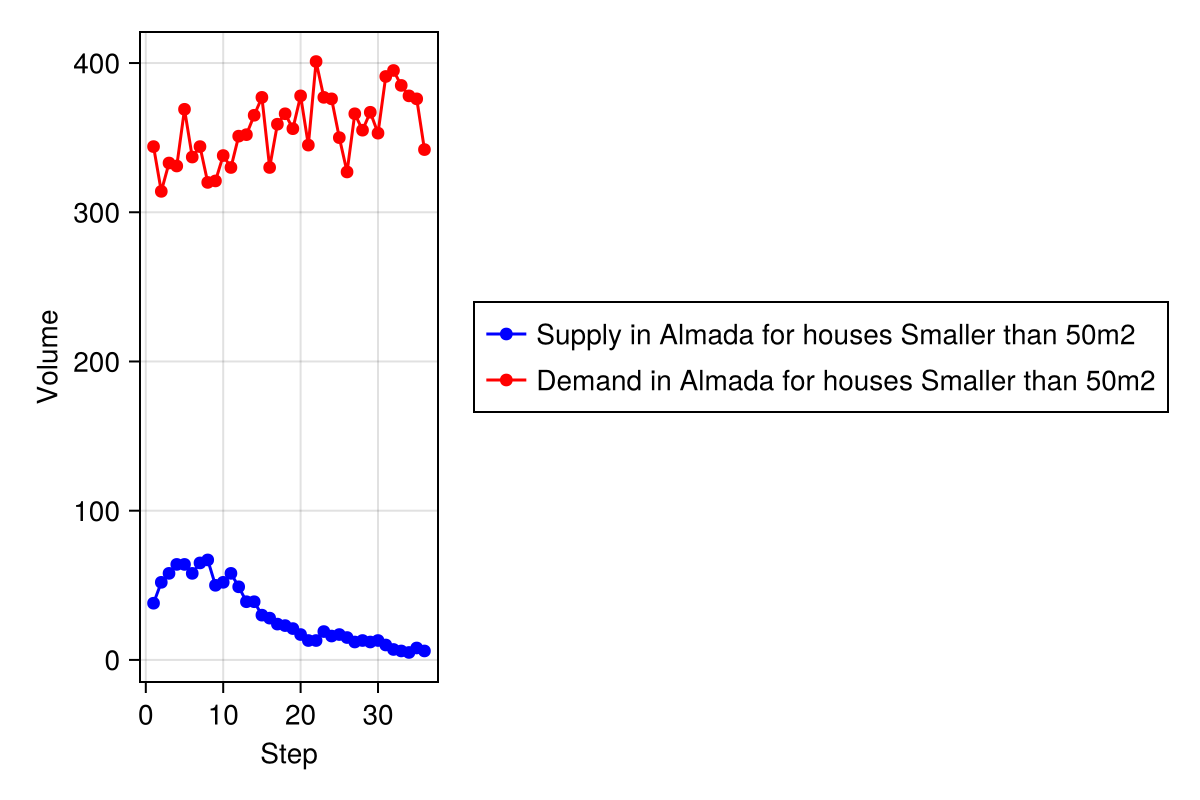 400
300
200
100
0
Volume
0 10 20 30
Step
Supply in Almada for houses Smaller than 50m2
Demand in Almada for houses Smaller than 50m2